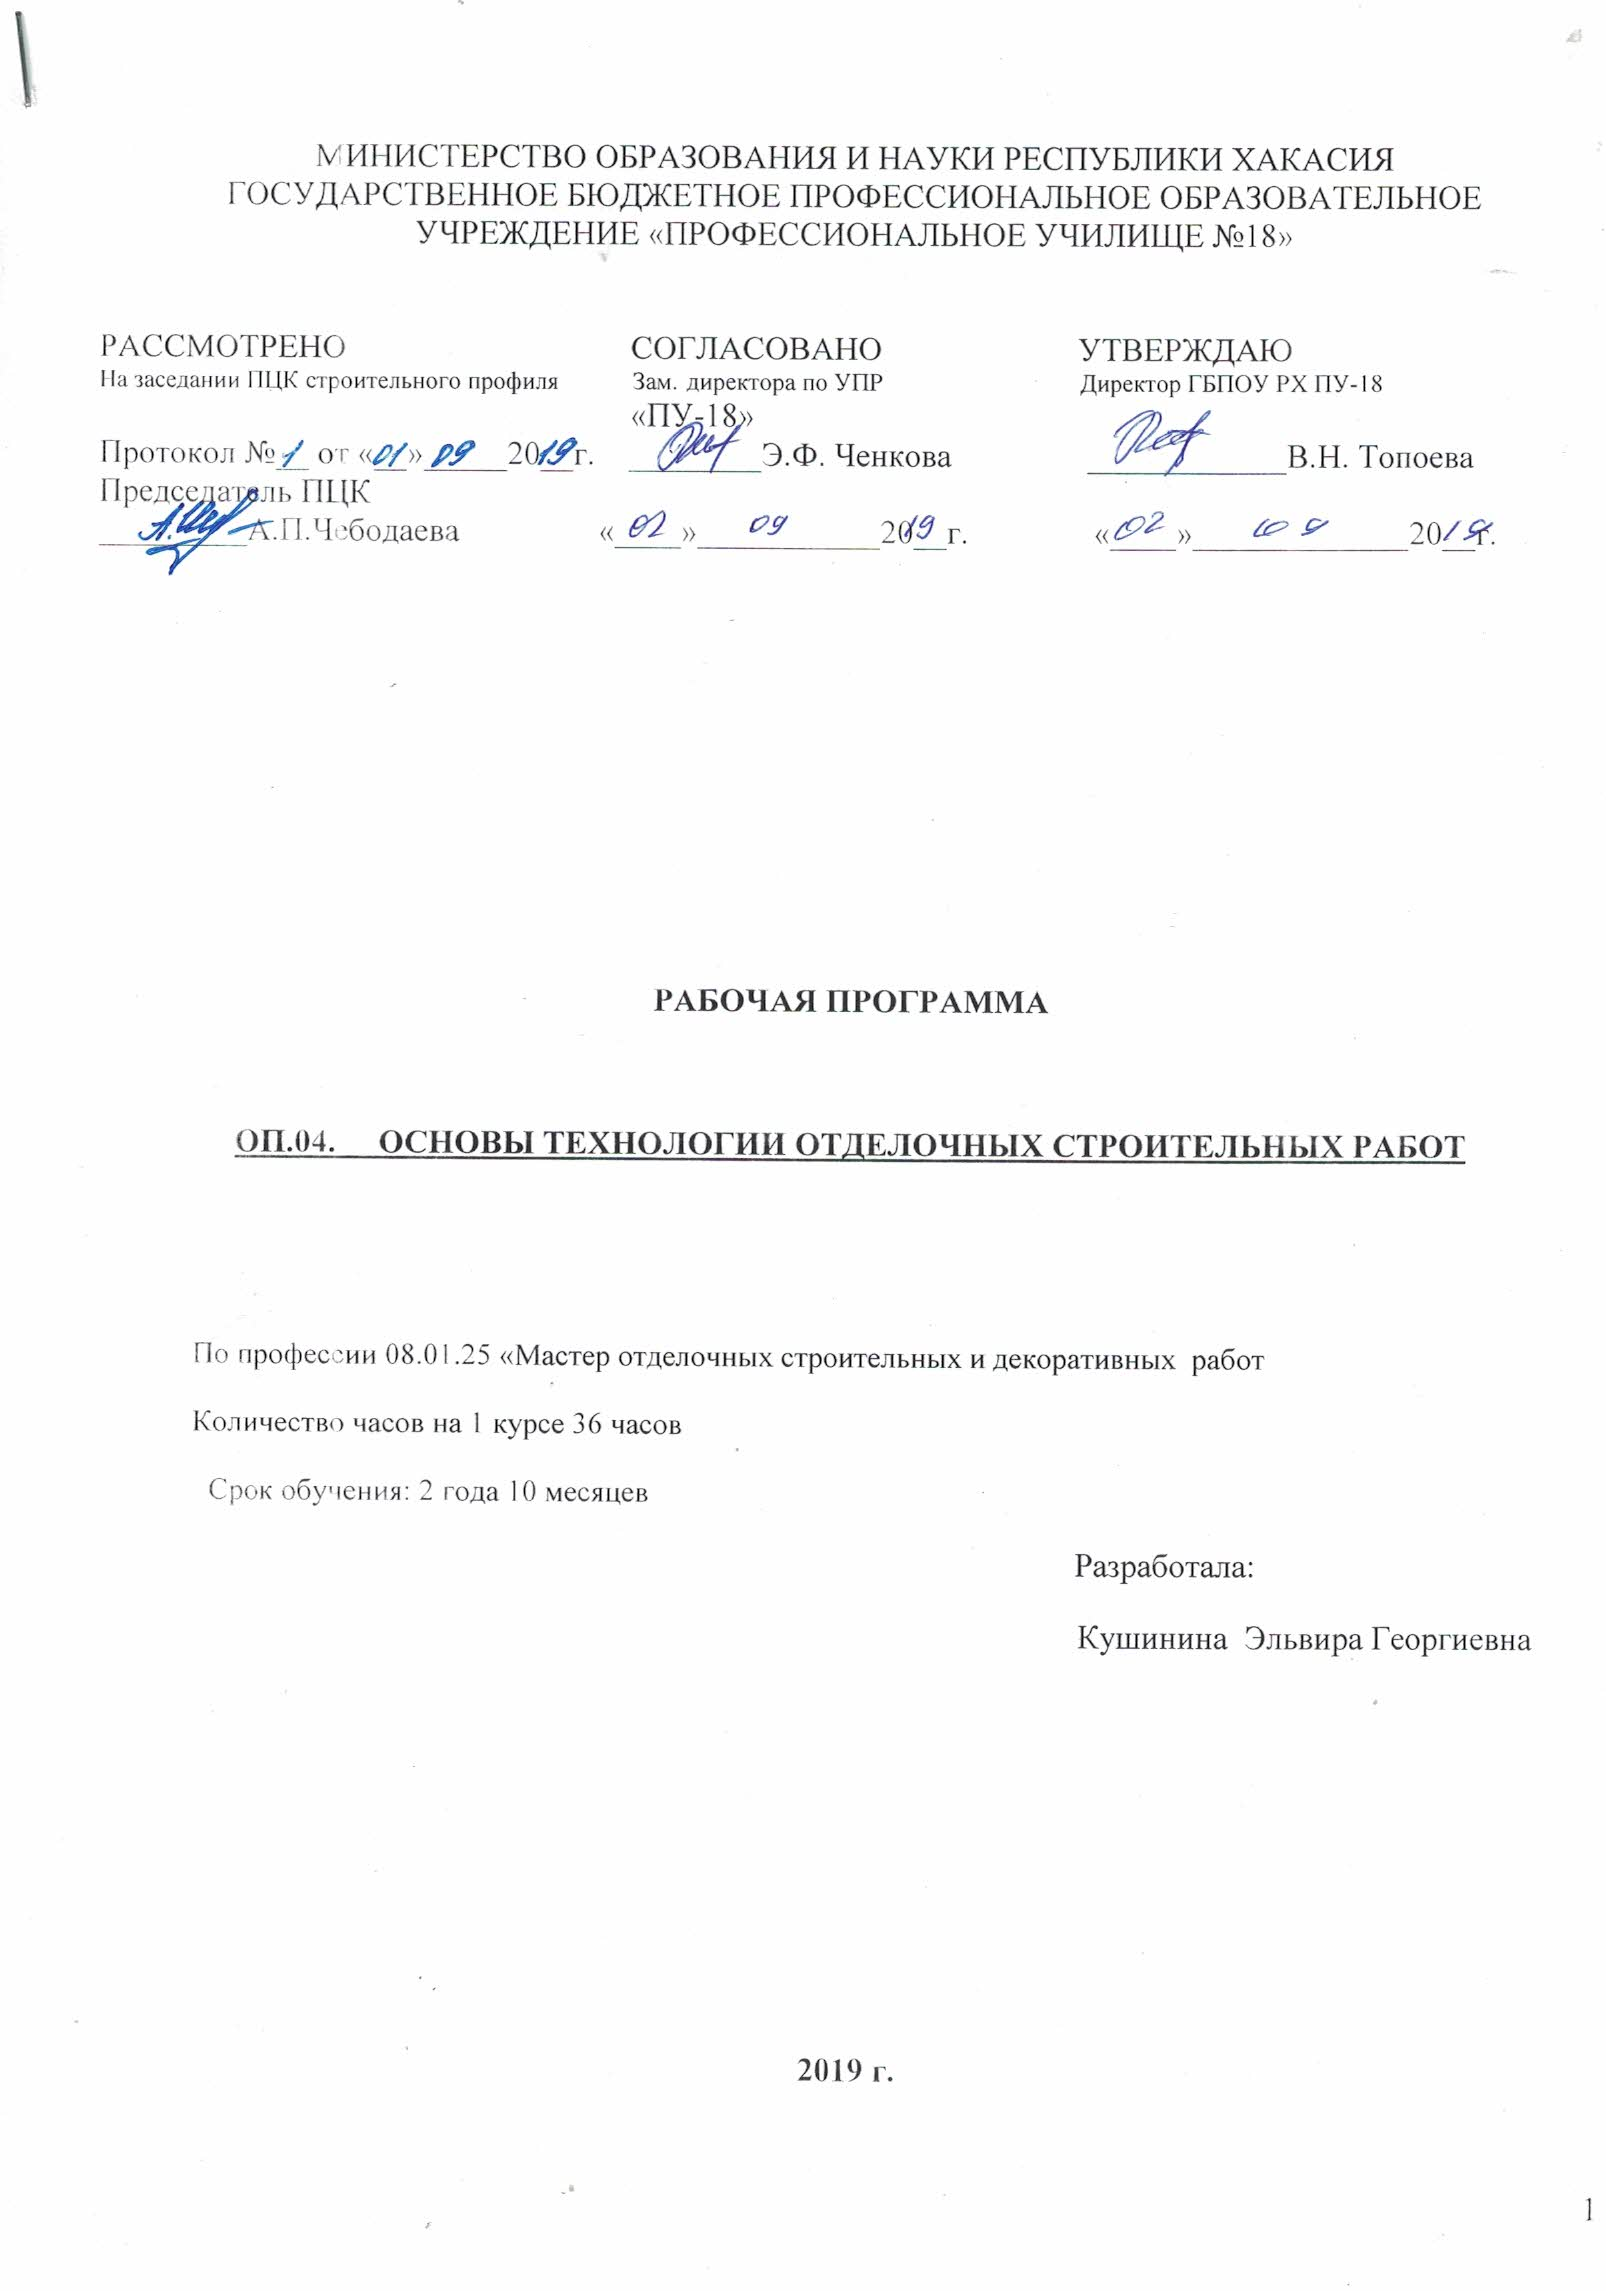 МИНИСТЕРСТВО ОБРАЗОВАНИЯ И НАУКИ РЕСПУБЛИКИ ХАКАСИЯ
ГОСУДАРСТВЕННОЕ БЮДЖЕТНОЕ ПРОФЕССИОНАЛЬНОЕ ОБРАЗОВАТЕЛЬНОЕ
УЧРЕЖДЕНИЕ «ПРОФЕССИОНАЛЬНОЕ УЧИЛИЩЕ №18»
РАССМОТРЕНО
На заседании ПЦК строительного профиля
Протокол № 1 от «01» 09 2019г.
Председатель ПЦК
А.П.Чебодаева
СОГЛАСОВАНО
Зам. директора по УПР
«ПУ-18»
Э.Ф. Ченкова
«02» 09 2019 г.
УТВЕРЖДАЮ
Директор ГБПОУ РХ ПУ-18
В.Н. Топоева
«02» 09 2019г.
РАБОЧАЯ ПРОГРАММА
ОП.04. ОСНОВЫ ТЕХНОЛОГИИ ОТДЕЛОЧНЫХ СТРОИТЕЛЬНЫХ РАБОТ
По профессии 08.01.25 «Мастер отделочных строительных и декоративных работ
Количество часов на 1 курсе 36 часов
Срок обучения: 2 года 10 месяцев
Разработала:
Кушинина Эльвира Георгиевна
2019 г.
1